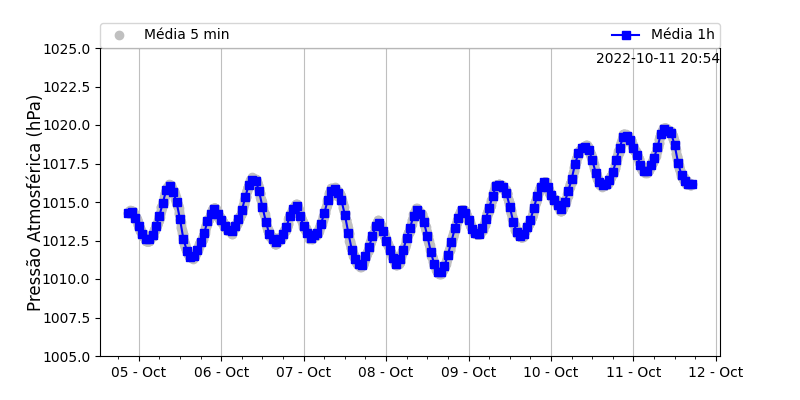 Média 5 min
Média 1h
2022-10-11 20:54
Pressão Atmosférica (hPa)
1025.0
1022.5
1020.0
1017.5
1015.0
1012.5
1010.0
1007.5
1005.0
05 - Oct
06 - Oct
07 - Oct
08 - Oct
09 - Oct
10 - Oct
11 - Oct
12 - Oct